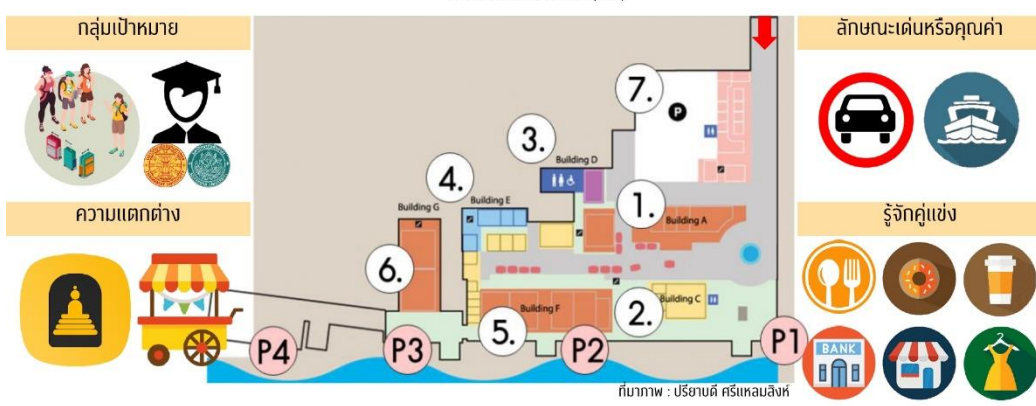 กลุ่มเป้าหมาย
ลักษณะเด่นหรือคุณค่า
7.
P
3.
Building D
4.
Building E
Building G
1.
Building A
ความแตกต่าง
รู้จักคู่แข่ง
6.
Building F
5.
Building C
2.
P4
P3
P2
P1
BANK
ที่มาภาพ : ปรียาบดี ศรีแหลมสิงห์